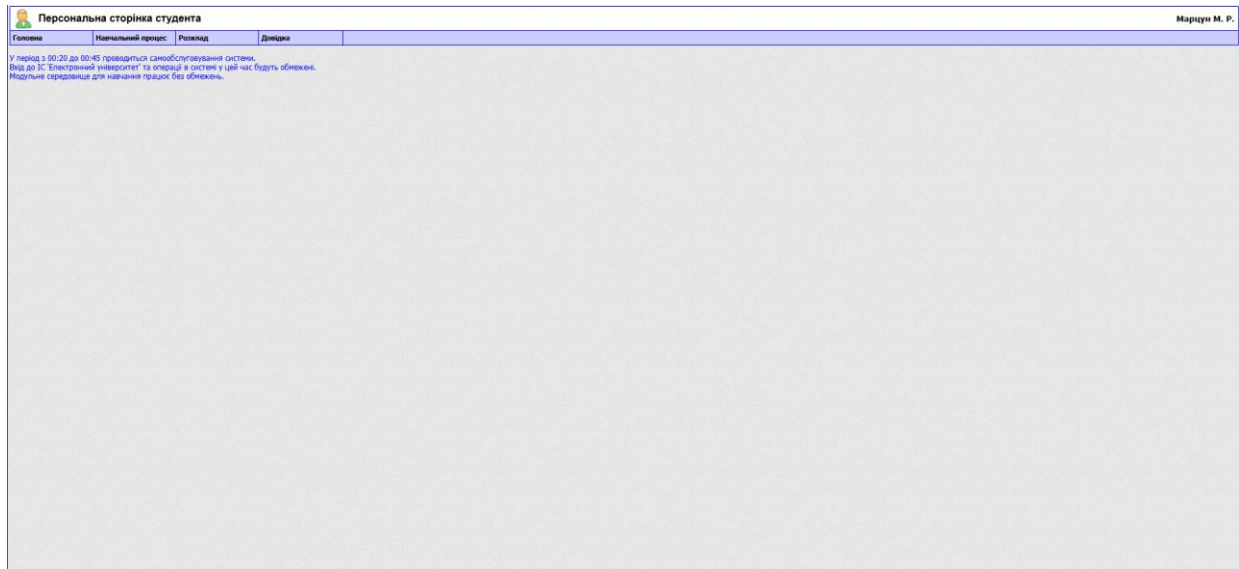 Персональна сторінка студента
Марцун М. Р.
Головна Навчальний процес Розклад Довідка
У період з 00:20 до 00:45 проводиться самообслуговування системи.
Вхід до ІС 'Електронний університет' та операції в системі у цей час будуть обмежені.
Модульне середовище для навчання працює без обмежень.